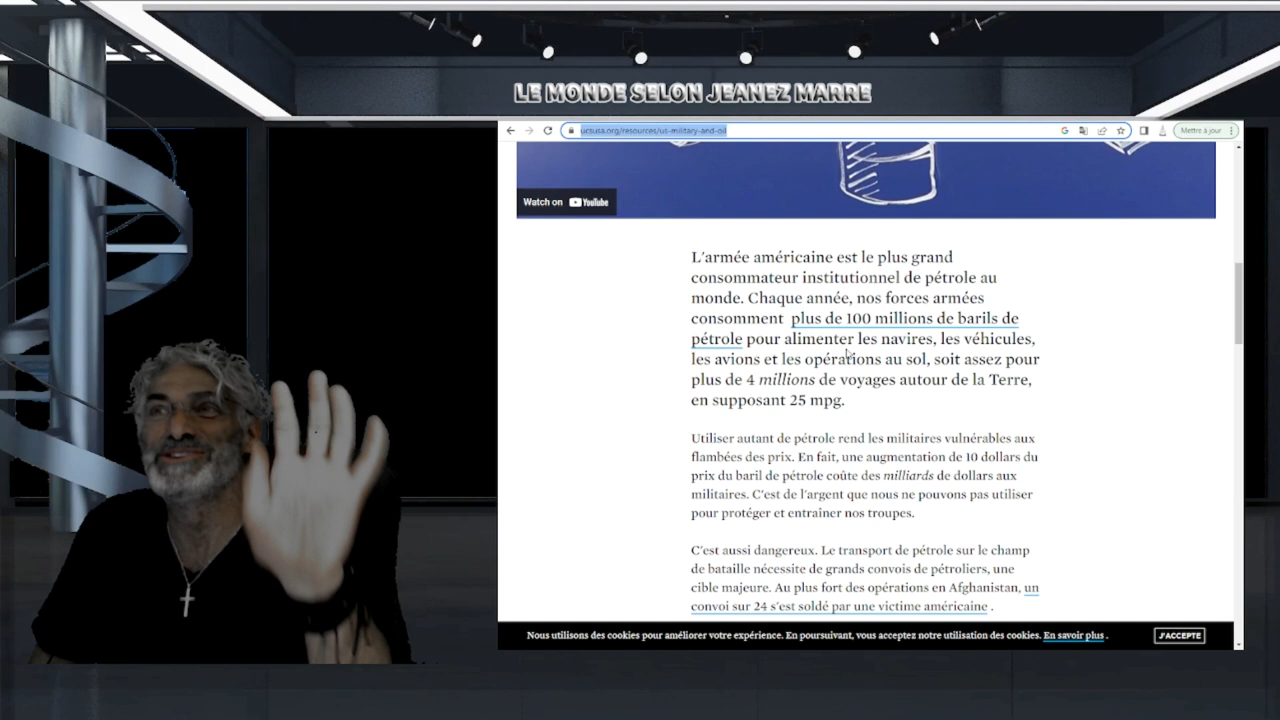 LE MONDE SELON JEANEZ MARRE
ucsusa.org/resources/us-military-and-oil
Mettre à jour
Watch on YouTube
L'armée américaine est le plus grand
consommateur institutionnel de pétrole au
monde. Chaque année, nos forces armées
consomment plus de 100 millions de barils de
pétrole pour alimenter les navires, les véhicules,
les avions et les opérations au sol, soit assez pour
plus de 4 millions de voyages autour de la Terre,
en supposant 25 mpg.
Utiliser autant de pétrole rend les militaires vulnérables aux
flambées des prix. En fait, une augmentation de 10 dollars du
prix du baril de pétrole coûte des milliards de dollars aux
militaires. C'est de l'argent que nous ne pouvons pas utiliser
pour protéger et entraîner nos troupes.
C'est aussi dangereux. Le transport de pétrole sur le champ
de bataille nécessite de grands convois de pétroliers, une
cible majeure. Au plus fort des opérations en Afghanistan, un
convoi sur 24 s'est soldé par une victime américaine .
Nous utilisons des cookies pour améliorer votre expérience. En poursuivant, vous acceptez notre utilisation des cookies. En savoir plus .
J'ACCEPTE